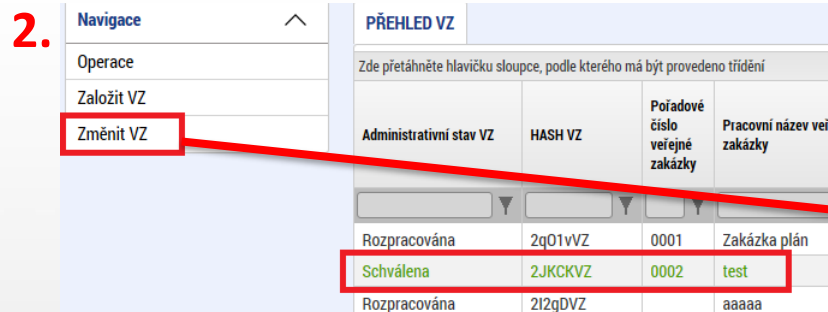 2.
Navigace
Operace
Založit VZ
Změnit VZ
PŘEHLED VZ
Zde přetáhněte hlavičku sloupce, podle kterého má být provedeno třídění
Administrativní stav VZ HASH VZ Pořadové číslo veřejné zakázky Pracovní název veř zakázky
Rozpracována 2qO1vVZ 0001 Zakázka plán
Schválena 2JKCKVZ 0002 test
Rozpracována 2I2gDVZ aaaaa